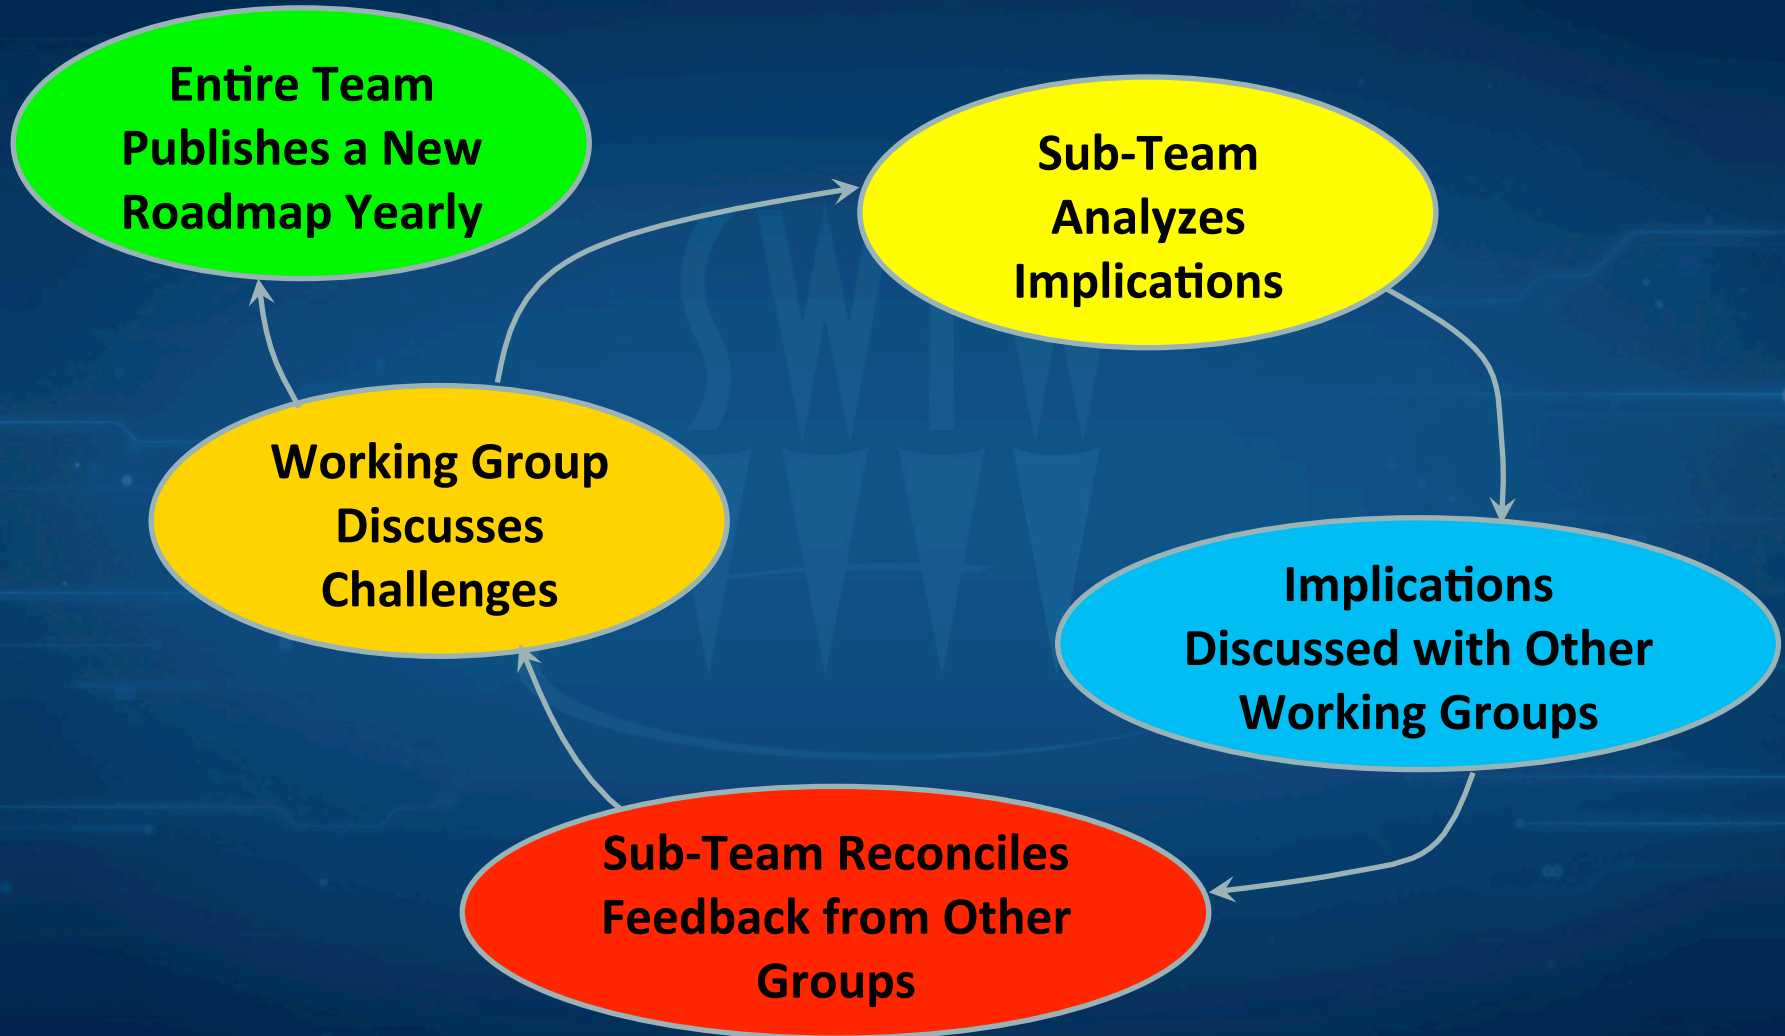 Entire Team
Publishes a New
Roadmap Yearly
Sub-Team
Analyzes
Implications
Working Group
Discusses
Challenges
Implications
Discussed with Other
Working Groups
Sub-Team Reconciles
Feedback from Other
Groups
SWTW